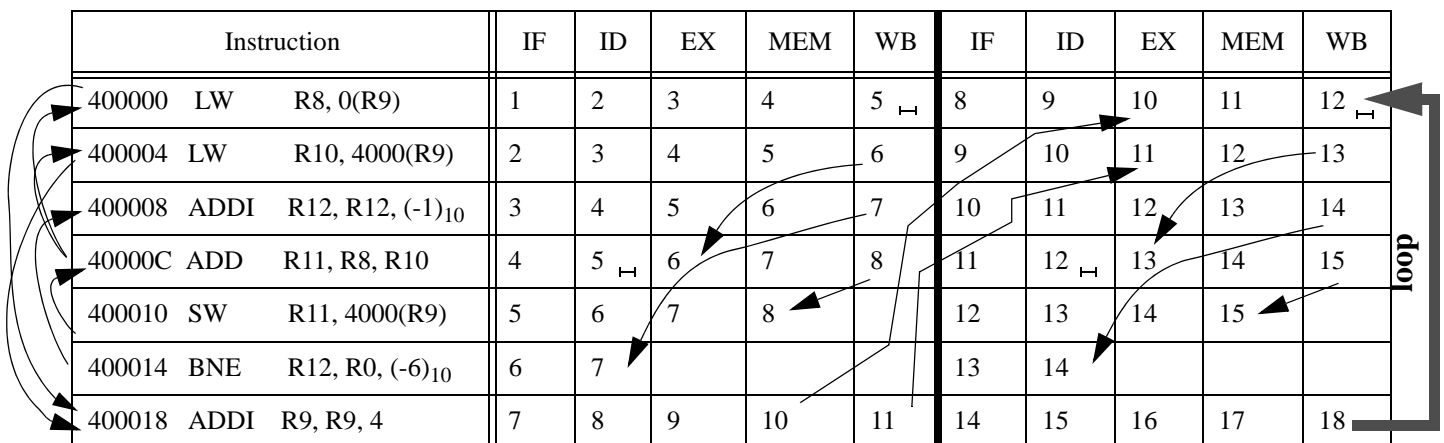 Instruction IF ID EX MEM WB IF ID EX MEM WB
400000 LW R8, 0(R9) 1 2 3 4 5 8 9 10 11 12
400004 LW R10, 4000(R9) 2 3 4 5 6 9 10 11 12 13
400008 ADDI R12, R12, (-1)10 3 4 5 6 7 10 11 12 13 14
40000C ADD R11, R8, R10 4 5 6 7 8 11 12 13 14 15
400010 SW R11, 4000(R9) 5 6 7 8 12 13 14 15
400014 BNE R12, R0, (-6)10 6 7 13 14
400018 ADDI R9, R9, 4 7 8 9 10 11 14 15 16 17 18
loop